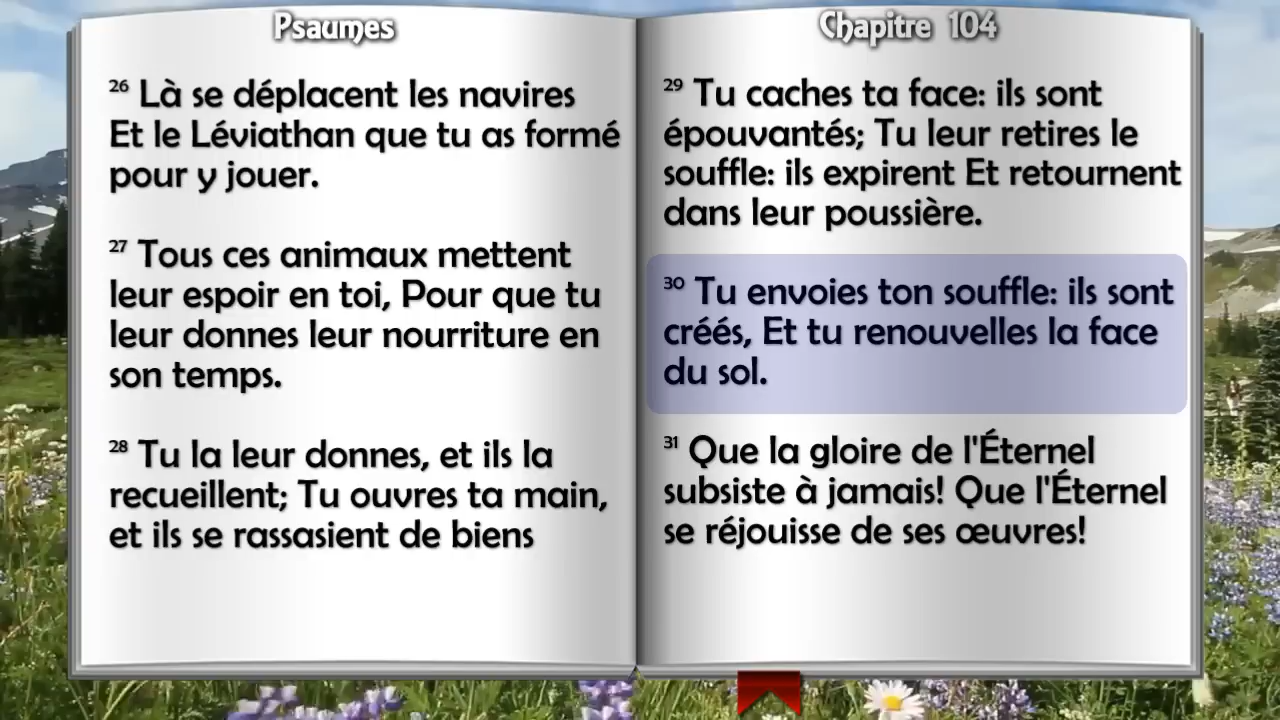 Psaumes
26 Là se déplacent les navires
Et le Léviathan que tu as formé
pour y jouer.
27 Tous ces animaux mettent
leur espoir en toi, Pour que tu
leur donnes leur nourriture en
son temps.
28 Tu la leur donnes, et ils la
recueillent; Tu ouvres ta main,
et ils se rassasient de biens
Chapitre 104
29 Tu caches ta face: ils sont
épouvantés; Tu leur retires le
souffle: ils expirent Et retournent
dans leur poussière.
30 Tu envoies ton souffle: ils sont
créés, Et tu renouvelles la face
du sol.
31 Que la gloire de l'Éternel
subsiste à jamais! Que l'Éternel
se réjouisse de ses œuvres!